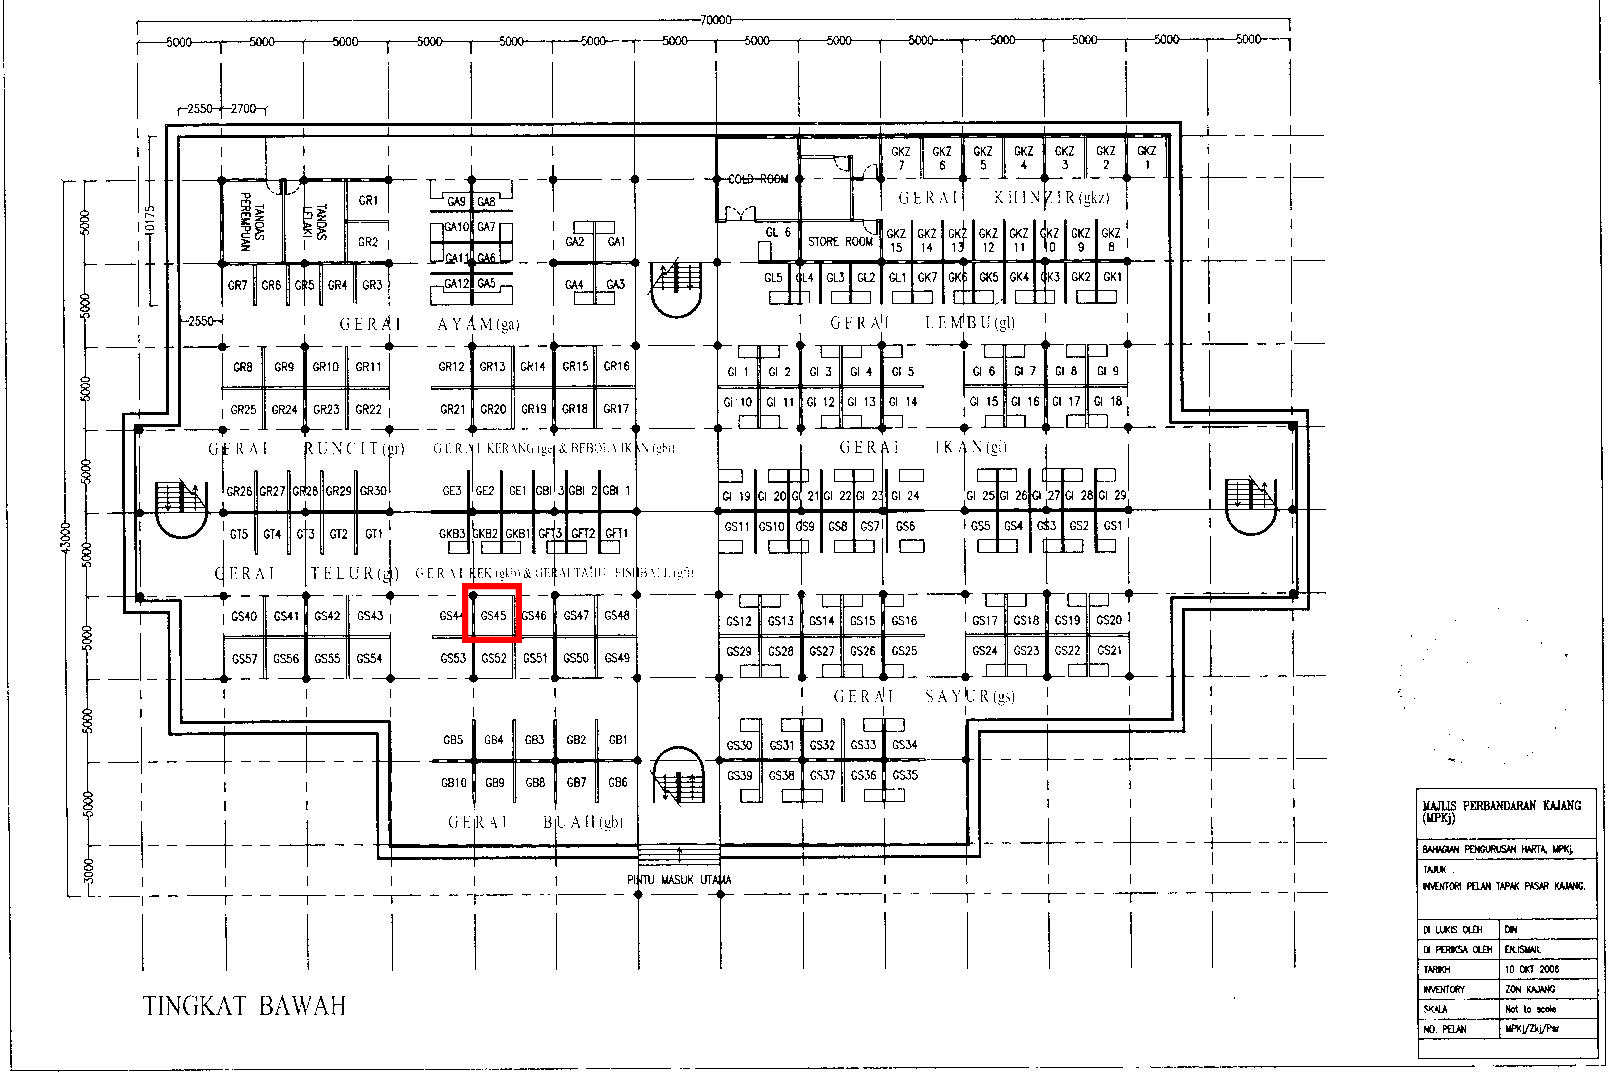 70000
5000 5000 5000 5000 5000 5000 5000 5000 5000 5000 5000 5000 5000 5000
2550 2700
GKZ 7 GKZ 6 GKZ 5 GKZ 4 GKZ 3 GKZ 2 GKZ 1
COLD ROOM
GERAI KHINZIR(gkz)
TANDAS PEREMPUAN
TANDAS LELAKI
GR1
GA9 GA8
GR2
GA10 GA7
GA2 GA1
GL 6
STORE ROOM
GKZ 15 GKZ 14 GKZ 13 GKZ 12 GKZ 11 GKZ 10 GKZ 9 GKZ 8
GA11 GA6
GR7 GR6 GR5 GR4 GR3
GA12 GA5
GA4 GA3
GL5 GL4 GL3 GL2 GL1 GK7 GK6 GK5 GK4 GK3 GK2 GK1
10175
5000
5000
5000
5000
5000
5000
5000
5000
3000
43000
2550
GERAI AYAM(ga)
GERAI LEMBU(gl)
GR8 GR9 GR10 GR11 GR12 GR13 GR14 GR15 GR16
GI 1 GI 2 GI 3 GI 4 GI 5 GI 6 GI 7 GI 8 GI 9
GR25 GR24 GR23 GR22 GR21 GR20 GR19 GR18 GR17
GI 10 GI 11 GI 12 GI 13 GI 14 GI 15 GI 16 GI 17 GI 18
GERAI RUNCIT(gr)
GERAI KERANG(ge) & BEBOLA IKAN(gbi)
GERAI IKAN(gi)
GR26 GR27 GR28 GR29 GR30 GE3 GE2 GE1 GBI 3 GBI 2 GBI 1
GI 19 GI 20 GI 21 GI 22 GI 23 GI 24 GI 25 GI 26 GI 27 GI 28 GI 29
GT5 GT4 GT3 GT2 GT1 GKB3 GKB2 GKB1 GFT3 GFT2 GFT1
GS11 GS10 GS9 GS8 GS7 GS6 GS5 GS4 GS3 GS2 GS1
GERAI TELUR(gt)
GERAI KEK(gkb) & GERAI TAHU FISHBALL(gft)
GS40 GS41 GS42 GS43 GS44 GS45 GS46 GS47 GS48
GS12 GS13 GS14 GS15 GS16 GS17 GS18 GS19 GS20
GS57 GS56 GS55 GS54 GS53 GS52 GS51 GS50 GS49
GS29 GS28 GS27 GS26 GS25 GS24 GS23 GS22 GS21
GERAI SAYUR(gs)
GB5 GB4 GB3 GB2 GB1
GS30 GS31 GS32 GS33 GS34
GB10 GB9 GB8 GB7 GB6
GS39 GS38 GS37 GS36 GS35
GERAI BUAH(gb)
PINTU MASUK UTAMA
TINGKAT BAWAH
MAJLIS PERBANDARAN KAJANG
(MPKj)
BAHAGIAN PENGURUSAN HARTA, MPKj,
TAJUK :
INVENTORI PELAN TAPAK PASAR KAJANG.
DI LUKIS OLEH DIN
DI PERIKSA OLEH EN.ISMAIL
TARIKH 10 OKT 2006
INVENTORY ZON KAJANG
SKALA Not to scale
NO. PELAN MPKj/Zkj/Psr